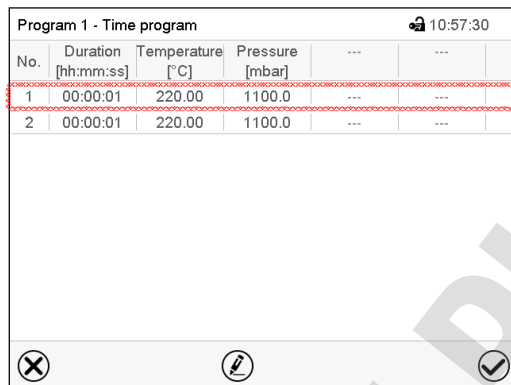 Program 1 - Time program 10:57:30
No. Duration [hh:mm:ss] Temperature [°C] Pressure [mbar] --- ---
1 00:00:01 220.00 1100.0 --- ---
2 00:00:01 220.00 1100.0 --- ---